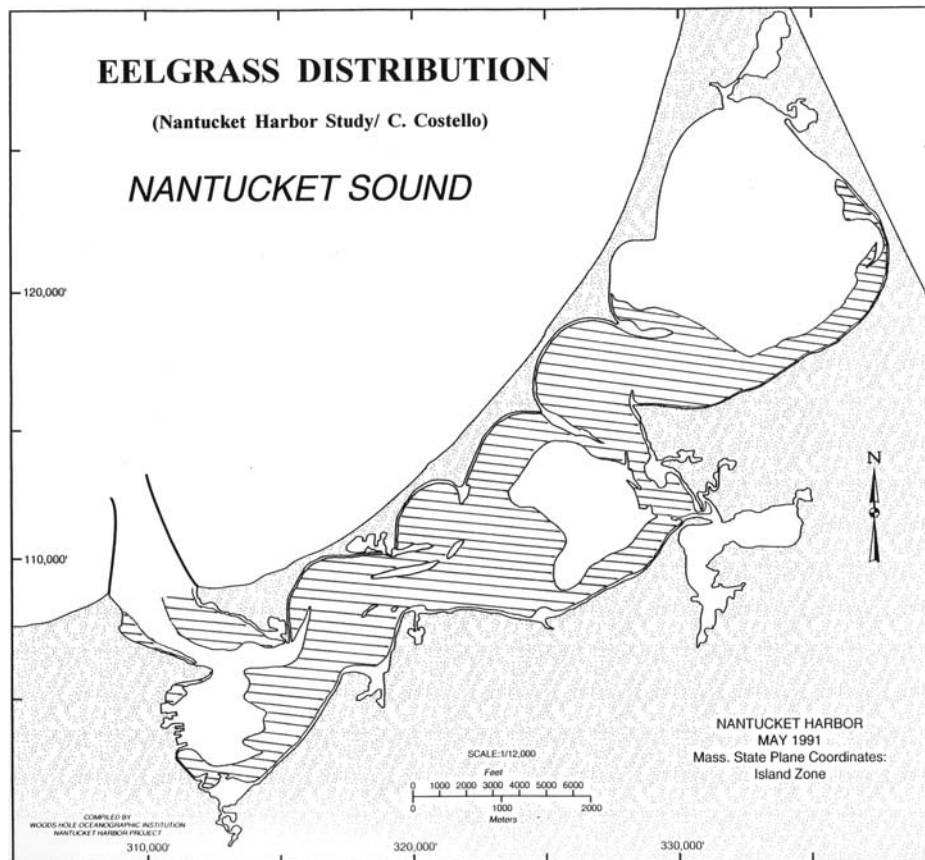 EELGRASS DISTRIBUTION
(Nantucket Harbor Study/ C. Costello)
NANTUCKET SOUND
120,000'
110,000'
N
NANTUCKET HARBOR
MAY 1991
Mass. State Plane Coordinates:
Island Zone
SCALE:1/12,000
Feet
0 1000 2000 3000 4000 5000 6000
0 1000 2000
Meters
COMPILED BY
WOODS HOLE OCEANOGRAPHIC INSTITUTION
NANTUCKET HARBOR PROJECT
310,000' 320,000' 330,000'